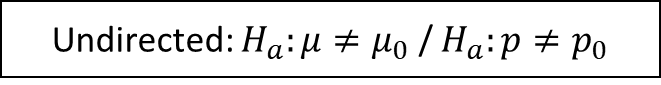 Undirected: Hₐ: μ ≠ μ₀ / Hₐ: p ≠ p₀